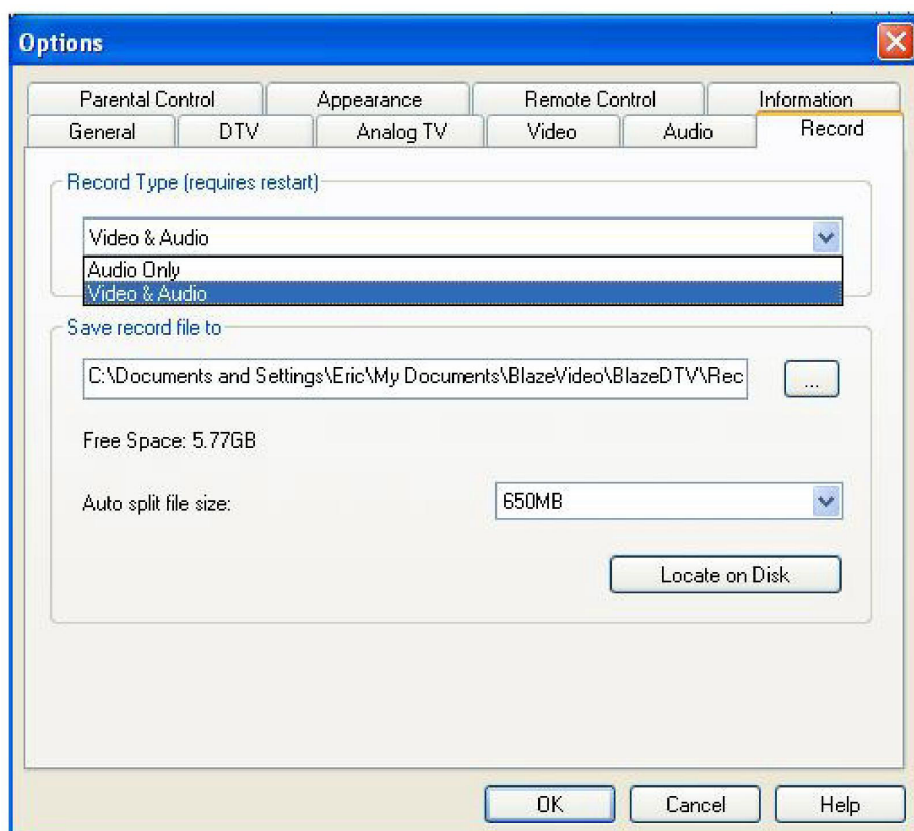 Options
Parental Control Appearance Remote Control Information
General DTV Analog TV Video Audio Record
Record Type (requires restart)
Video & Audio
Audio Only
Video & Audio
Save record file to
C:\Documents and Settings\Eric\My Documents\BlazeVideo\BlazeDTV\Rec
...
Free Space: 5.77GB
Auto split file size:
650MB
Locate on Disk
OK Cancel Help